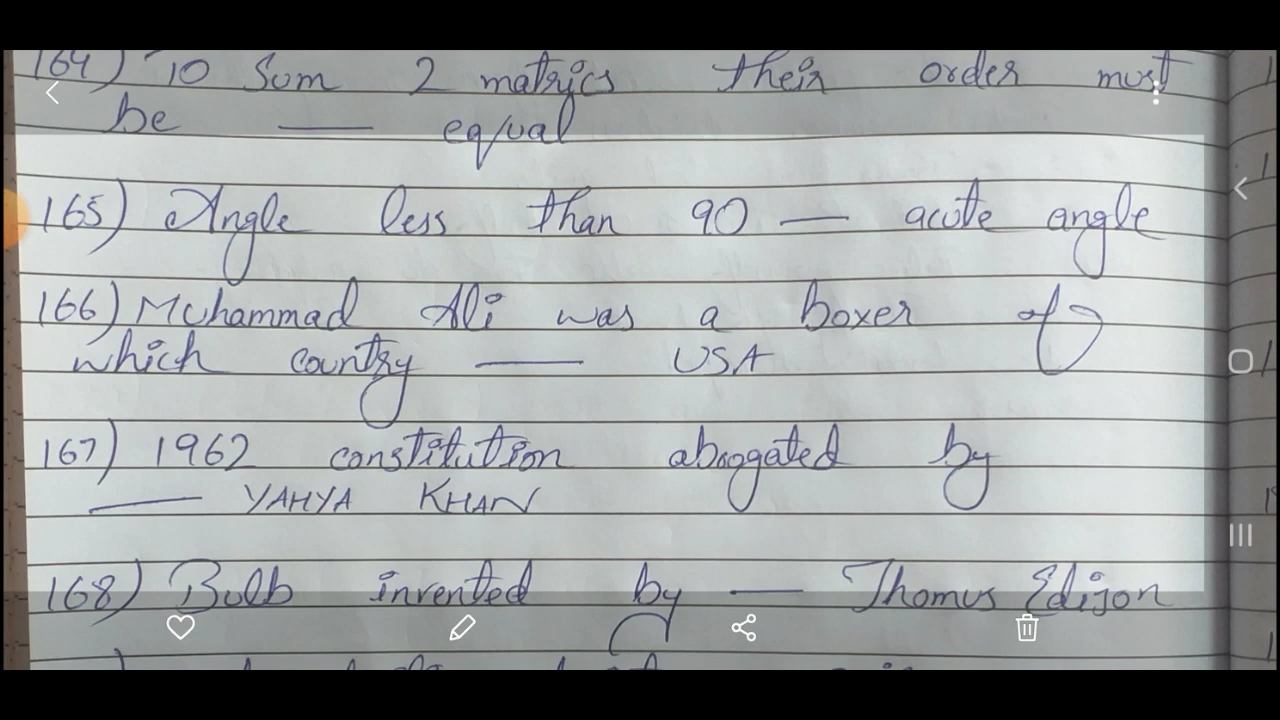 164) To Sum 2 matrics their order must
be — equal
165) Angle less than 90 — acute angle
166) Muhammad Ali was a boxer of
which country — USA
167) 1962 constitution abrogated by
— YAHYA KHAN
168) Bulb invented by — Thomus Edison